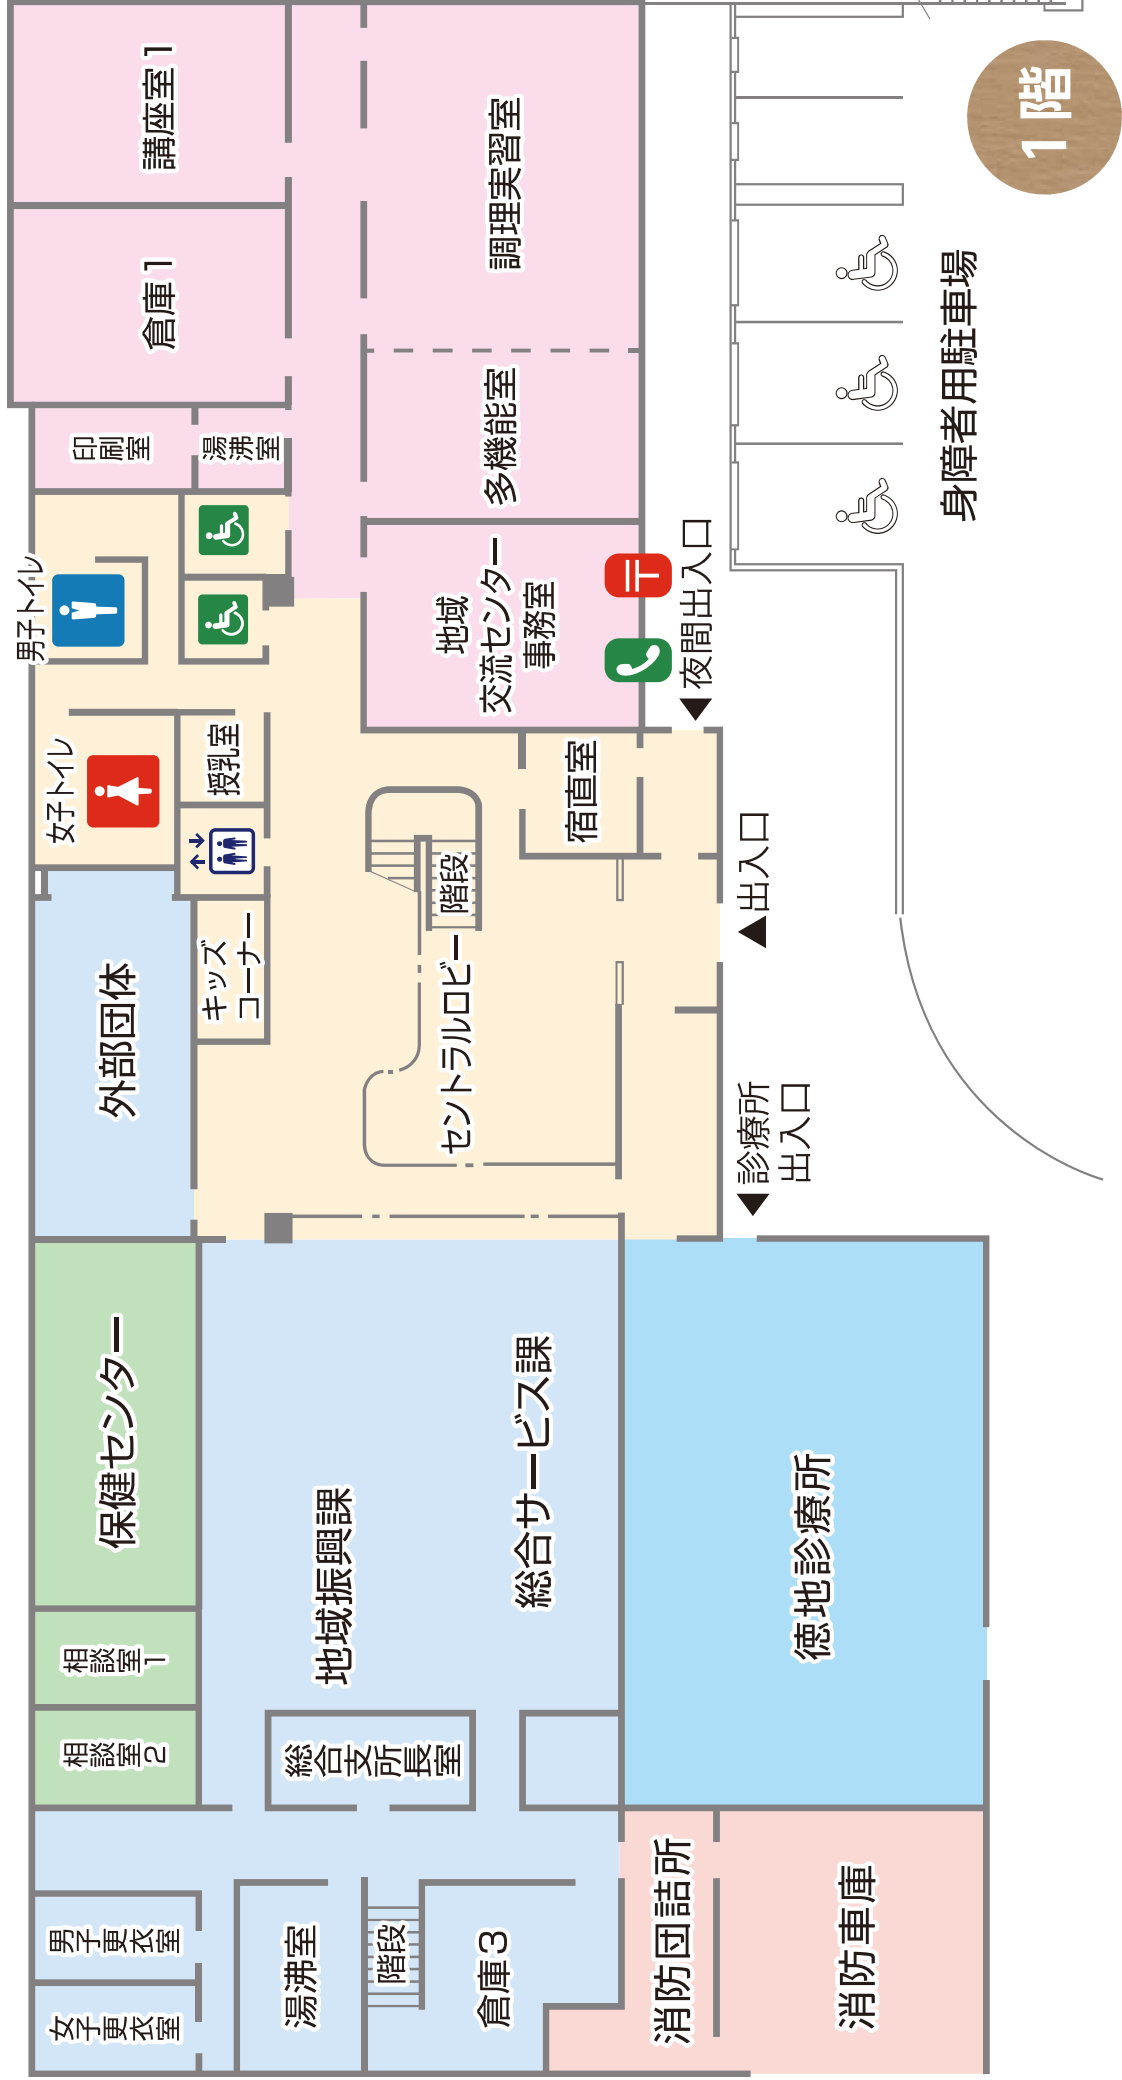 1階
講座室1
倉庫1
調理実習室
多機能室
印刷室
湯沸室
男子トイレ
女子トイレ
授乳室
地域
交流センター
事務室
夜間出入口
宿直室
階段
出入口
身障者用駐車場
キッズ
コーナー
セントラルロビー
外部団体
診療所
出入口
保健センター
相談室1
相談室2
地域振興課
総合サービス課
総合支所長室
徳地診療所
男子更衣室
女子更衣室
湯沸室
階段
倉庫3
消防団詰所
消防車庫